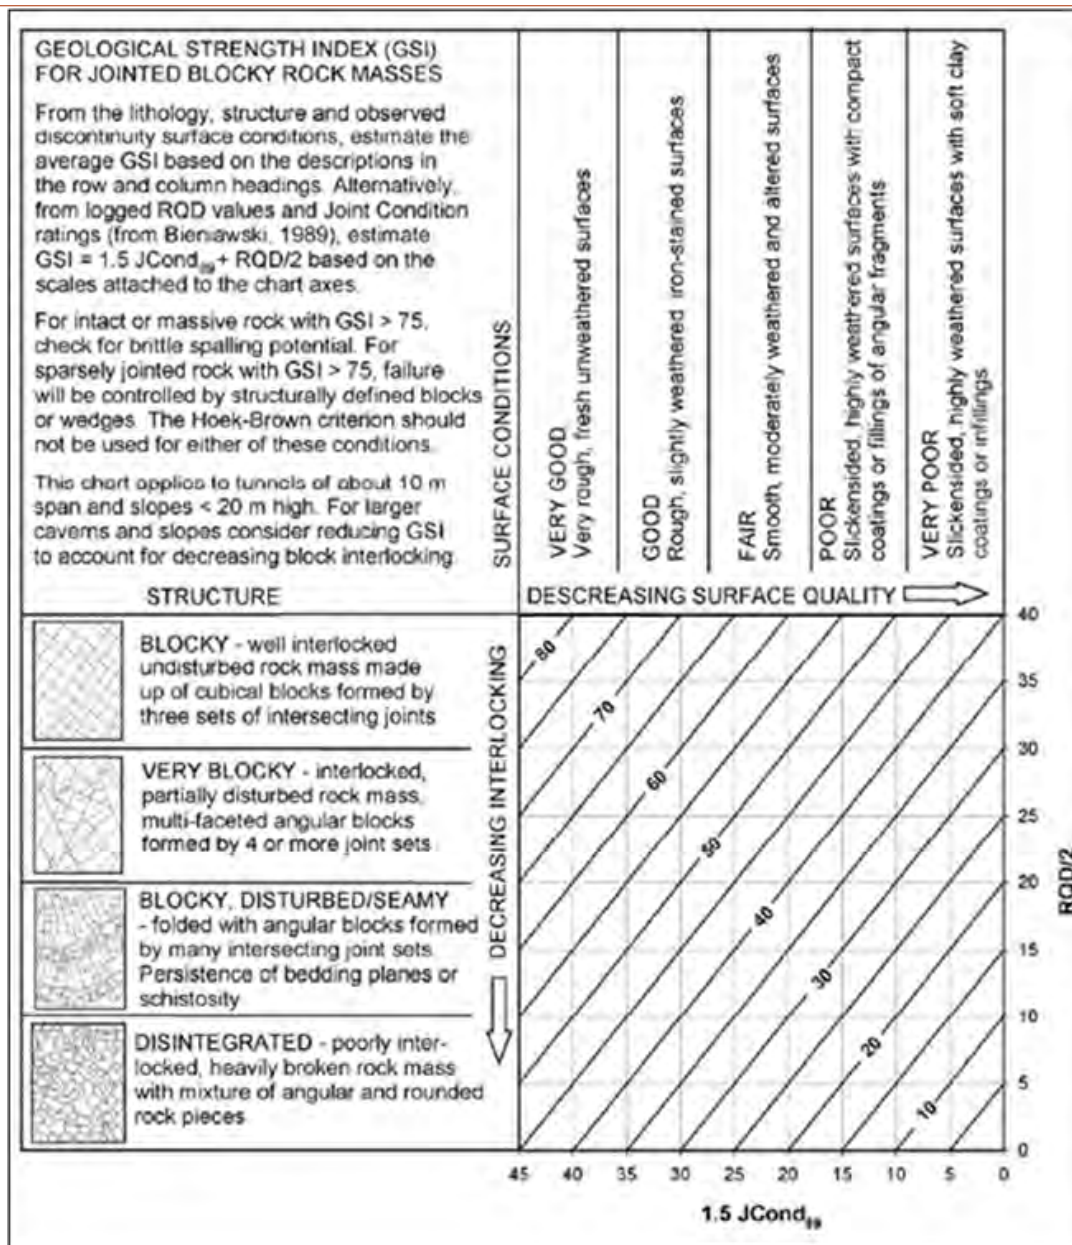 GEOLOGICAL STRENGTH INDEX (GSI)
FOR JOINTED BLOCKY ROCK MASSES
From the lithology, structure and observed
discontinuity surface conditions, estimate the
average GSI based on the descriptions in
the row and column headings. Alternatively,
from logged RQD values and Joint Condition
ratings (from Bieniawski, 1989), estimate
GSI = 1.5 JCond89 + RQD/2 based on the
scales attached to the chart axes.
For intact or massive rock with GSI > 75,
check for brittle spalling potential. For
sparsely jointed rock with GSI > 75, failure
will be controlled by structurally defined blocks
or wedges. The Hoek-Brown criterion should
not be used for either of these conditions.
This chart applies to tunnels of about 10 m
span and slopes < 20 m high. For larger
caverns and slopes consider reducing GSI
to account for decreasing block interlocking.
SURFACE CONDITIONS
VERY GOOD
Very rough, fresh unweathered surfaces
GOOD
Rough, slightly weathered iron-stained surfaces
FAIR
Smooth, moderately weathered and altered surfaces
POOR
Slickensided, highly weathered surfaces with compact
coatings or fillings of angular fragments
VERY POOR
Slickensided, highly weathered surfaces with soft clay
coatings or infillings
STRUCTURE
DESCREASING SURFACE QUALITY
BLOCKY - well interlocked
undisturbed rock mass made
up of cubical blocks formed by
three sets of intersecting joints
VERY BLOCKY - interlocked,
partially disturbed rock mass,
multi-faceted angular blocks
formed by 4 or more joint sets
BLOCKY, DISTURBED/SEAMY
- folded with angular blocks formed
by many intersecting joint sets.
Persistence of bedding planes or
schistosity
DISINTEGRATED - poorly inter-
locked, heavily broken rock mass
with mixture of angular and rounded
rock pieces
DECREASING INTERLOCKING
80
70
60
50
40
30
20
10
40
35
30
25
20
15
10
5
0
RQD/2
45 40 35 30 25 20 15 10 5 0
1.5 JCond89